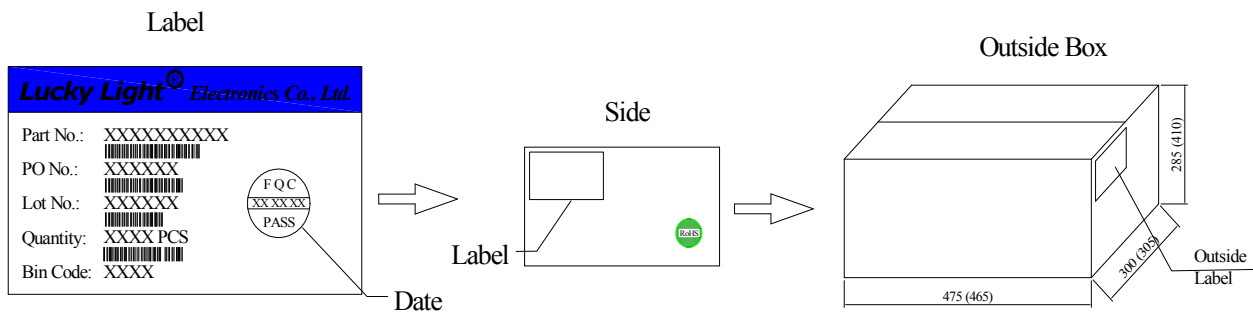 Label
Lucky Light® Electronics Co., Ltd.
Part No.: XXXXXXXXXX
PO No.: XXXXXX
Lot No.: XXXXXX
Quantity: XXXX PCS
Bin Code: XXXX
F Q C
XX XX XX
PASS
Date
Side
RoHS
Label
Outside Box
285 (410)
300 (305)
475 (465)
Outside
Label